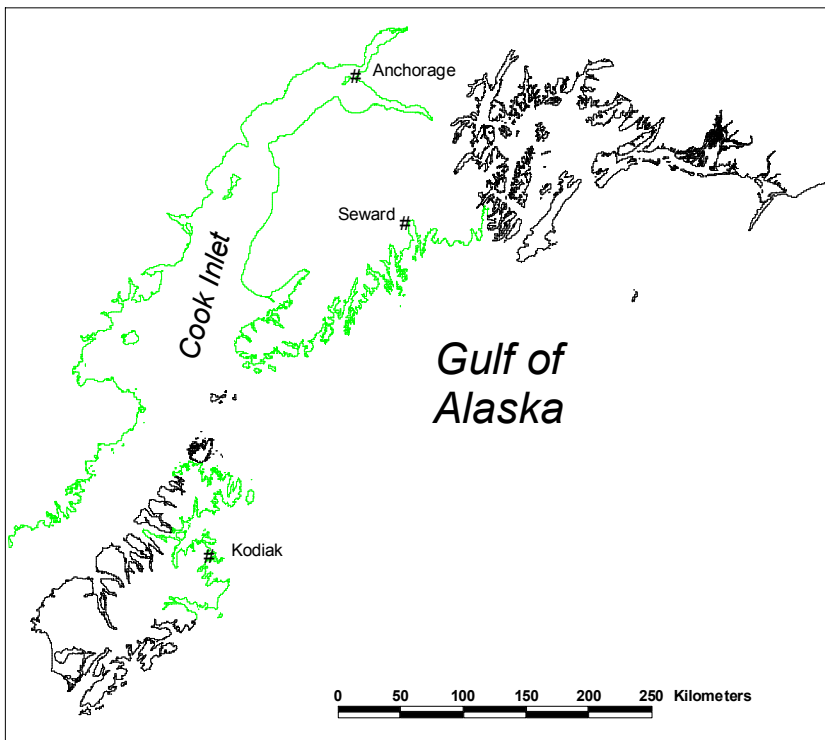 # Anchorage
Seward #
Cook Inlet
Gulf of
Alaska
# Kodiak
0 50 100 150 200 250 Kilometers